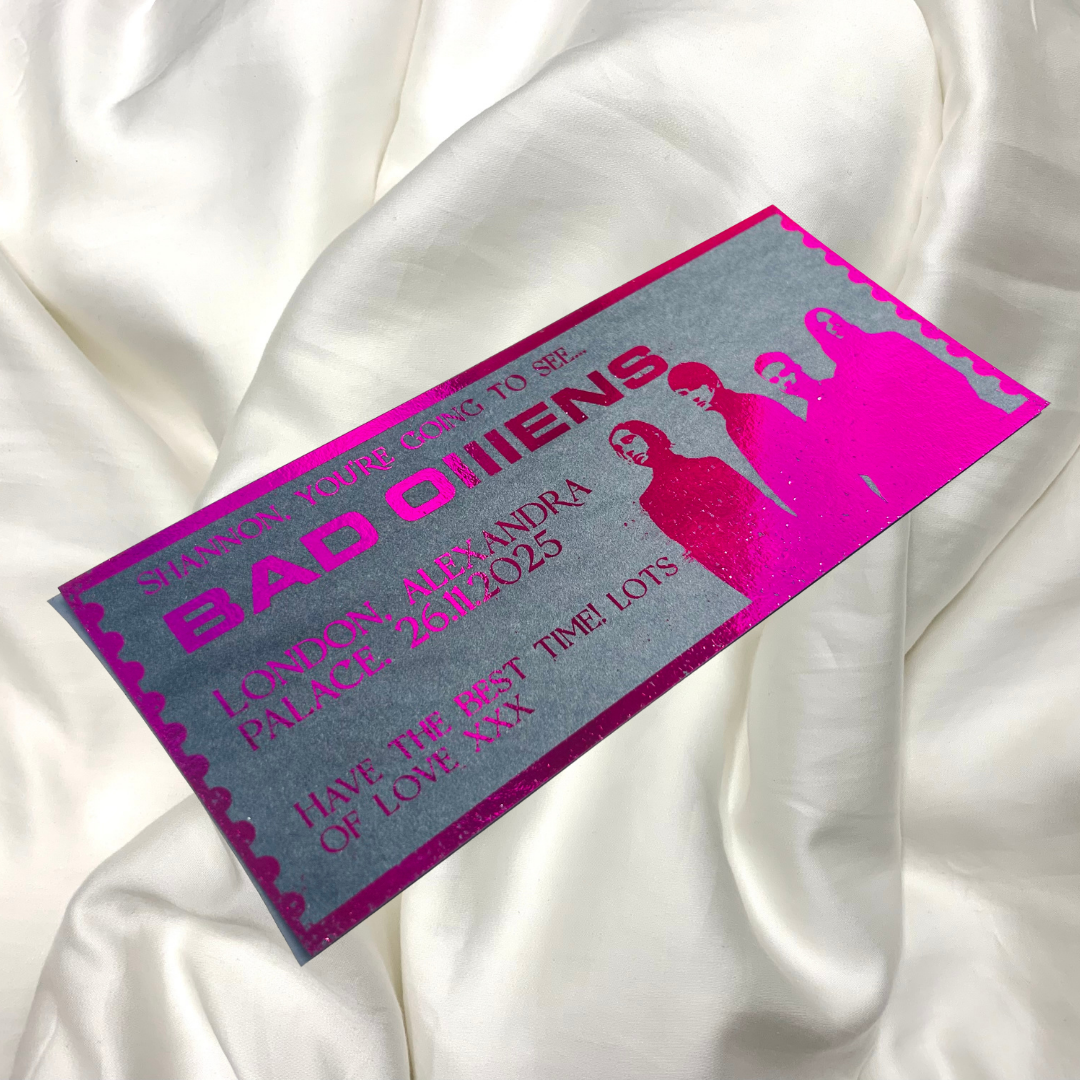 SHANNON, YOU'RE GOING TO SEE...
BAD OIIIENS
LONDON, ALEXANDRA
PALACE. 26.11.2025
HAVE THE BEST TIME! LOTS
OF LOVE XXX